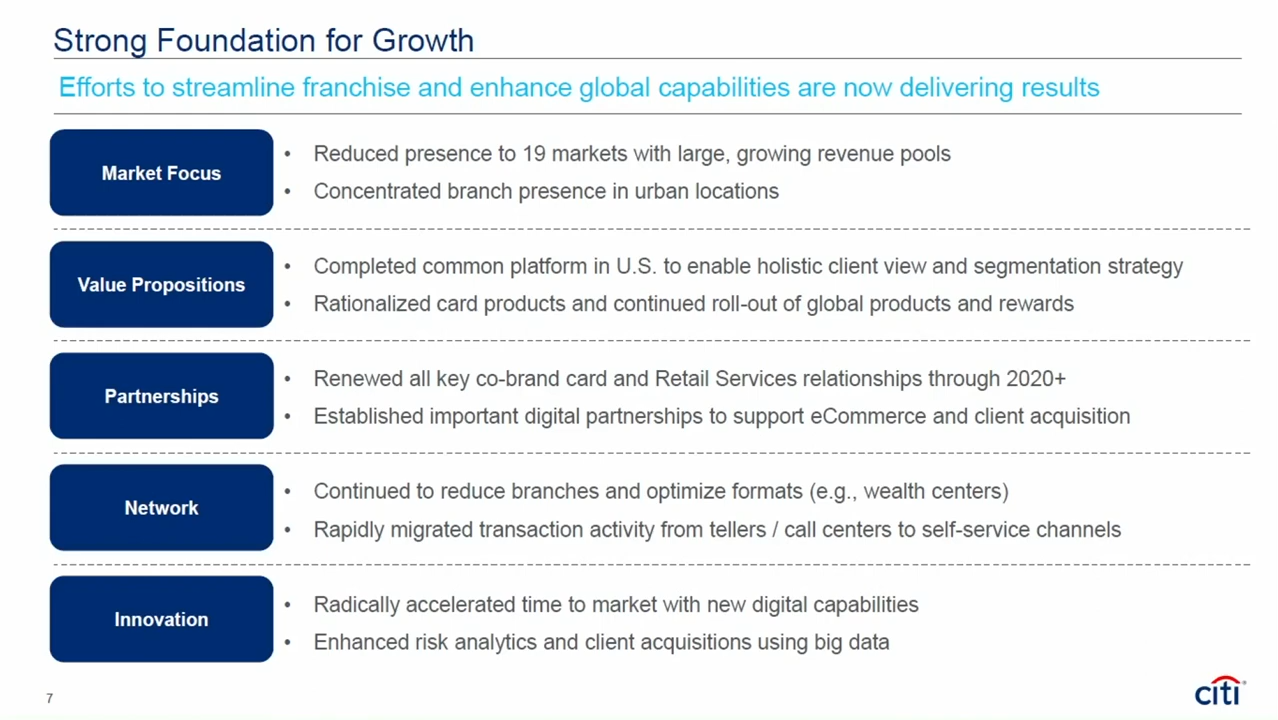 Strong Foundation for Growth
Efforts to streamline franchise and enhance global capabilities are now delivering results
Market Focus
• Reduced presence to 19 markets with large, growing revenue pools
• Concentrated branch presence in urban locations
Value Propositions
• Completed common platform in U.S. to enable holistic client view and segmentation strategy
• Rationalized card products and continued roll-out of global products and rewards
Partnerships
• Renewed all key co-brand card and Retail Services relationships through 2020+
• Established important digital partnerships to support eCommerce and client acquisition
Network
• Continued to reduce branches and optimize formats (e.g., wealth centers)
• Rapidly migrated transaction activity from tellers / call centers to self-service channels
Innovation
• Radically accelerated time to market with new digital capabilities
• Enhanced risk analytics and client acquisitions using big data
7
citi®